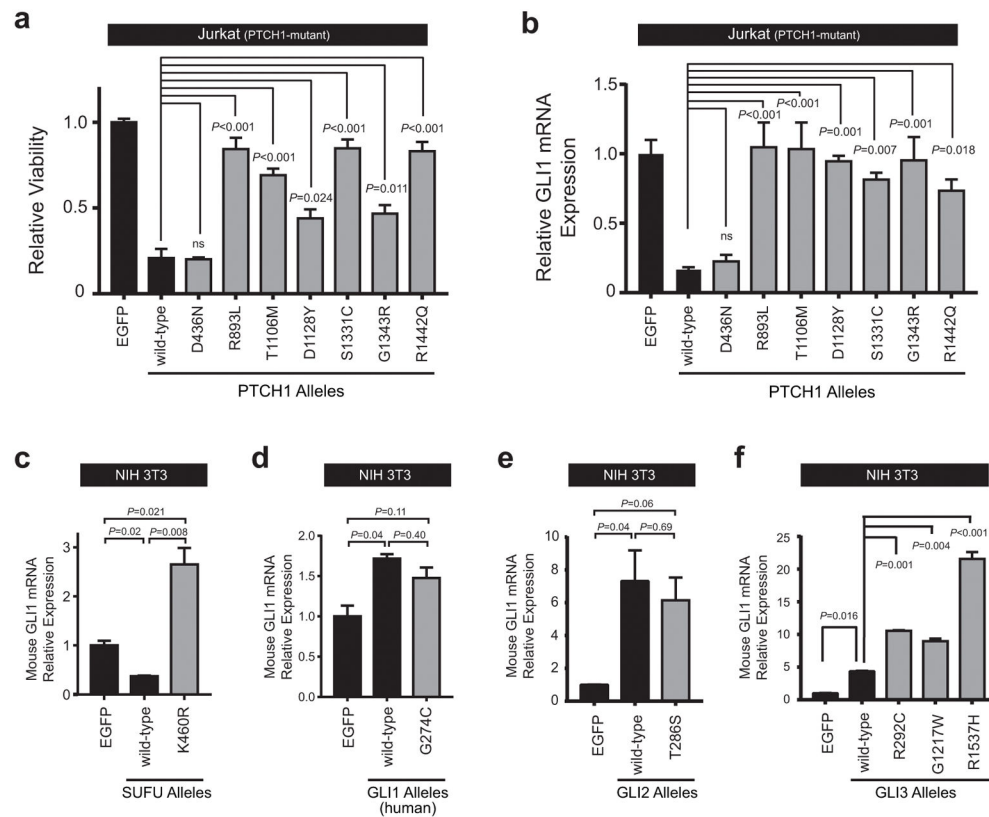 a
Jurkat (PTCH1-mutant)
Relative Viability
1.0
0.5
0
ns
P<0.001
P<0.001
P=0.024
P<0.001
P=0.011
P<0.001
EGFP
wild-type
D436N
R893L
T1106M
D1128Y
S1331C
G1343R
R1442Q
PTCH1 Alleles
b
Jurkat (PTCH1-mutant)
Relative GLI1 mRNA
Expression
1.5
1.0
0.5
0
ns
P<0.001
P<0.001
P=0.001
P=0.007
P=0.001
P=0.018
EGFP
wild-type
D436N
R893L
T1106M
D1128Y
S1331C
G1343R
R1442Q
PTCH1 Alleles
c
NIH 3T3
Mouse GLI1 mRNA
Relative Expression
3
2
1
0
P=0.021
P=0.02
P=0.008
EGFP
wild-type
K460R
SUFU Alleles
d
NIH 3T3
Mouse GLI1 mRNA
Relative Expression
2.0
1.5
1.0
0.5
0.0
P=0.11
P=0.04
P=0.40
EGFP
wild-type
G274C
GLI1 Alleles
(human)
e
NIH 3T3
Mouse GLI1 mRNA
Relative Expression
10
8
6
4
2
0
P=0.06
P=0.04
P=0.69
EGFP
wild-type
T286S
GLI2 Alleles
f
NIH 3T3
Mouse GLI1 mRNA
Relative Expression
25
20
15
10
5
0
P=0.016
P=0.001
P=0.004
P<0.001
EGFP
wild-type
R292C
G1217W
R1537H
GLI3 Alleles